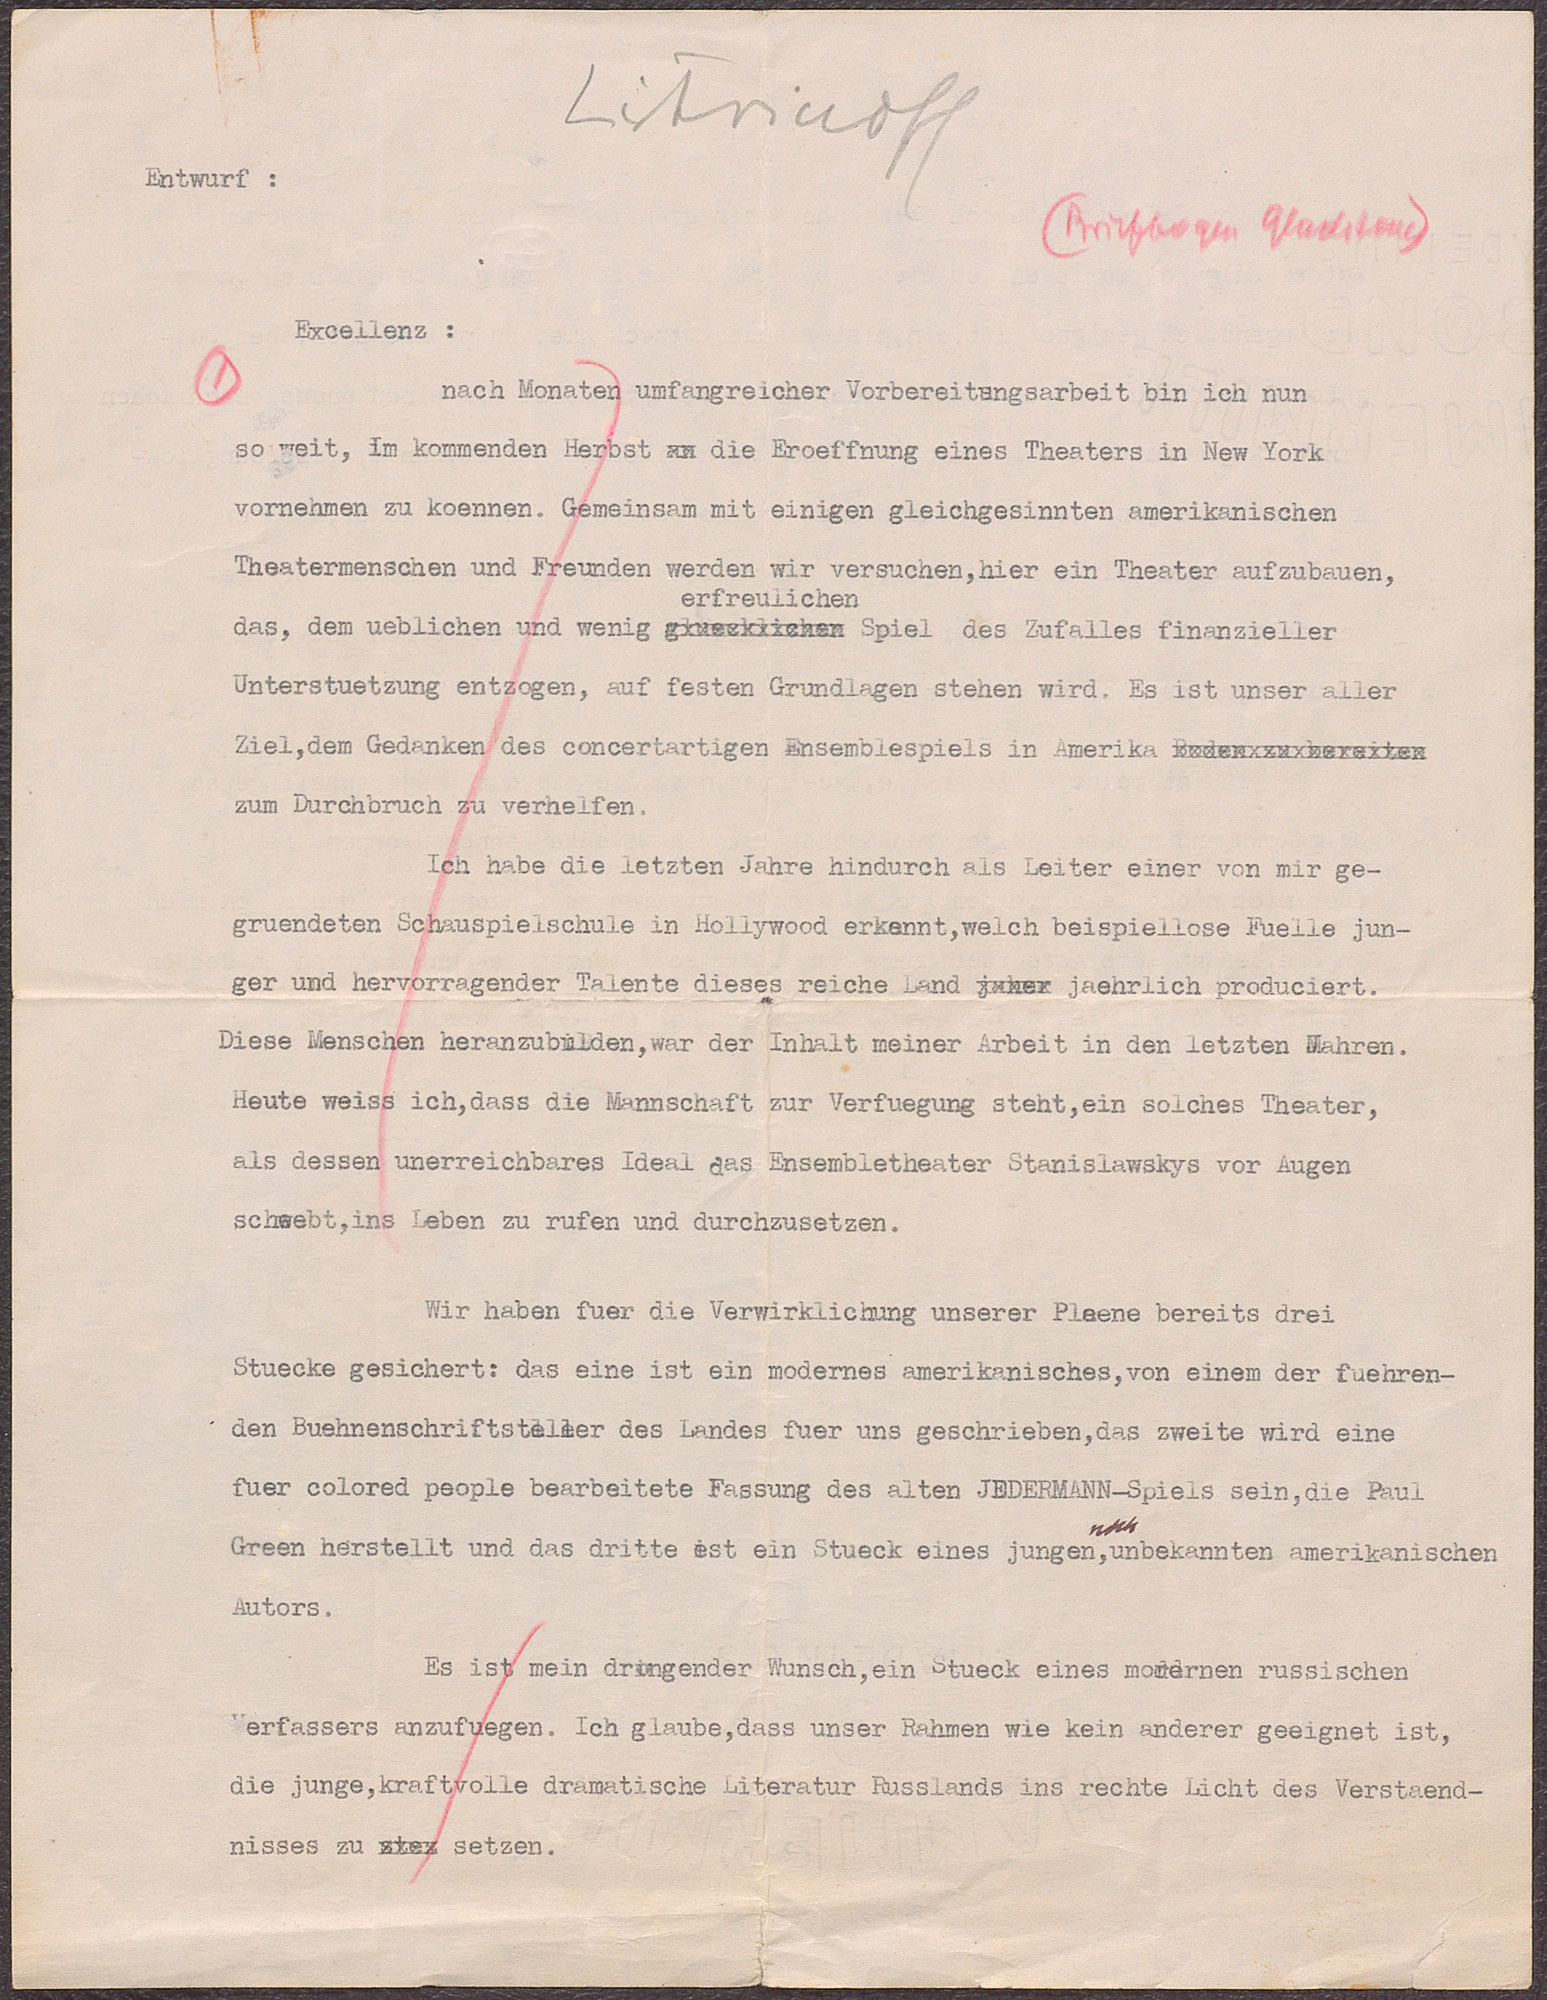 Litvinoff
Entwurf :
(Briefbogen Gladstone)
Excellenz :
1
nach Monaten umfangreicher Vorbereitungsarbeit bin ich nun
so weit, im kommenden Herbst die Eroeffnung eines Theaters in New York
vornehmen zu koennen. Gemeinsam mit einigen gleichgesinnten amerikanischen
Theatermenschen und Freunden werden wir versuchen,hier ein Theater aufzubauen,
erfreulichen
das, dem ueblichen und wenig gluecklichen Spiel des Zufalles finanzieller
Unterstuetzung entzogen, auf festen Grundlagen stehen wird. Es ist unser aller
Ziel,dem Gedanken des concertartigen Ensemblespiels in Amerika Boden zu bereiten
zum Durchbruch zu verhelfen.
Ich habe die letzten Jahre hindurch als Leiter einer von mir ge-
gruendeten Schauspielschule in Hollywood erkannt,welch beispiellose Fuelle jun-
ger und hervorragender Talente dieses reiche Land jaher jaehrlich produciert.
Diese Menschen heranzubilden,war der Inhalt meiner Arbeit in den letzten Jahren.
Heute weiss ich,dass die Mannschaft zur Verfuegung steht,ein solches Theater,
als dessen unerreichbares Ideal das Ensembletheater Stanislawskys vor Augen
schwebt,ins Leben zu rufen und durchzusetzen.
Wir haben fuer die Verwirklichung unserer Plaene bereits drei
Stuecke gesichert: das eine ist ein modernes amerikanisches,von einem der fuehren-
den Buehnenschriftsteller des Landes fuer uns geschrieben,das zweite wird eine
fuer colored people bearbeitete Fassung des alten JEDERMANN-Spiels sein,die Paul
noch
Green herstellt und das dritte ist ein Stueck eines jungen,unbekannten amerikanischen
Autors.
Es ist mein dringender Wunsch,ein Stueck eines modernen russischen
Verfassers anzufuegen. Ich glaube,dass unser Rahmen wie kein anderer geeignet ist,
die junge,kraftvolle dramatische Literatur Russlands ins rechte Licht des Verstaend-
nisses zu setzen.